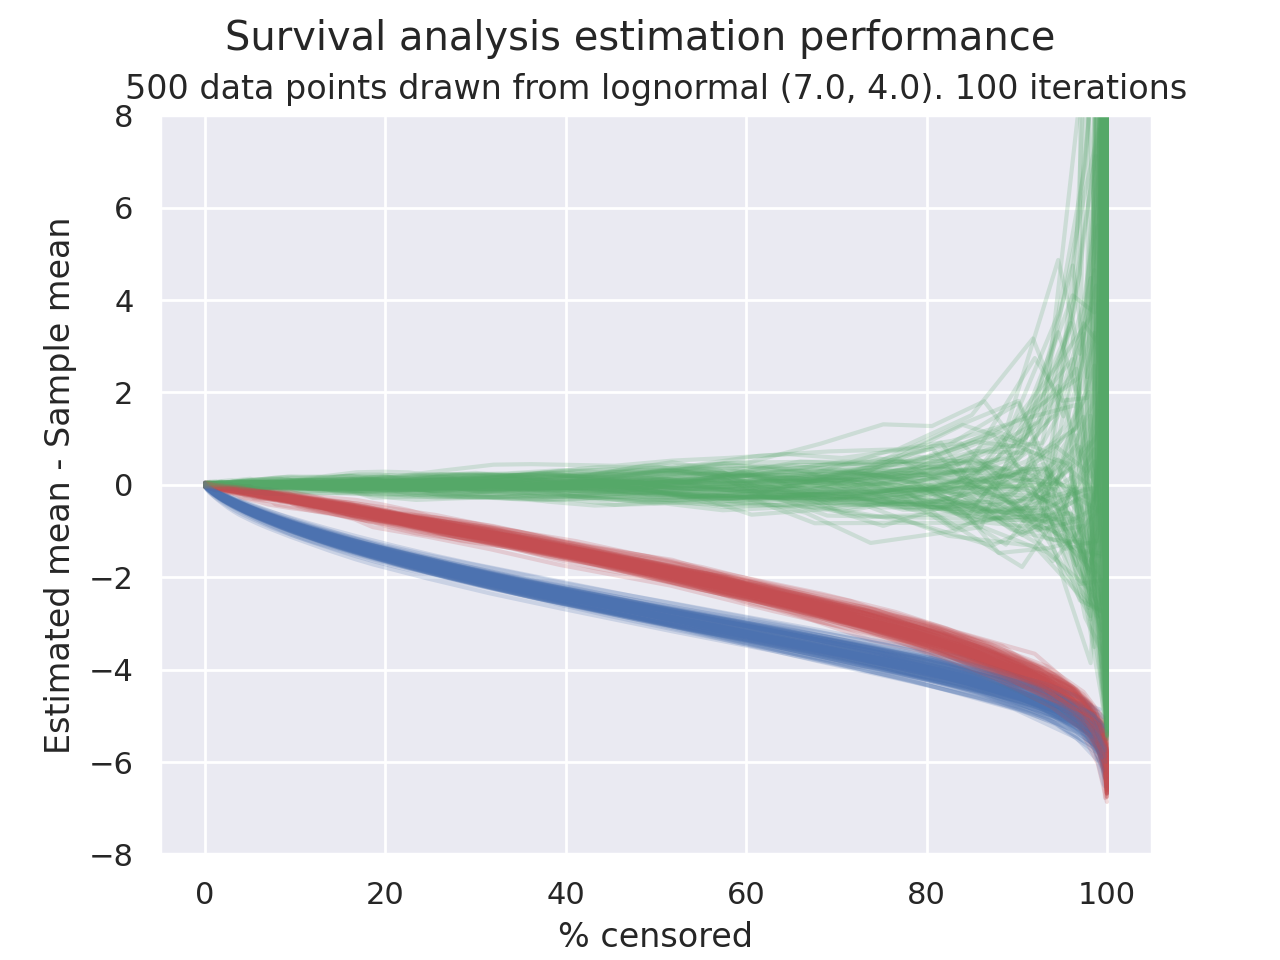 Survival analysis estimation performance
500 data points drawn from lognormal (7.0, 4.0). 100 iterations
8
6
4
2
0
−2
−4
−6
−8
Estimated mean - Sample mean
0 20 40 60 80 100
% censored